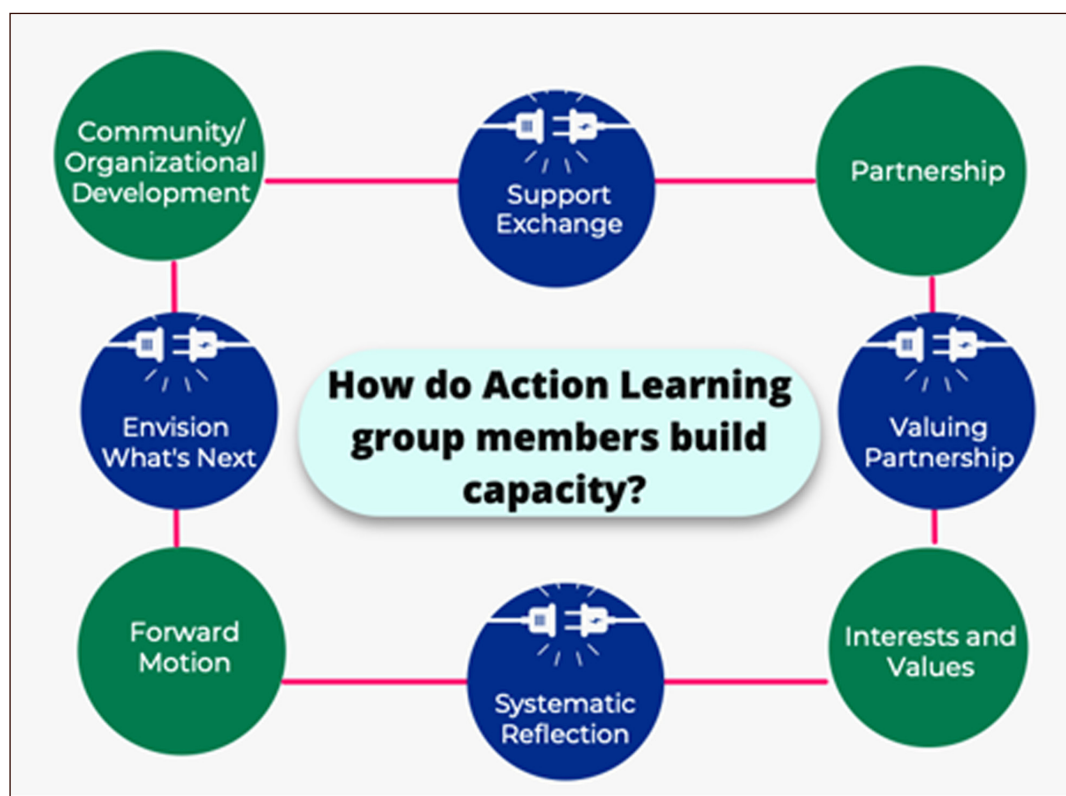 Community/
Organizational
Development
Support
Exchange
Partnership
Envision
What's Next
How do Action Learning
group members build
capacity?
Valuing
Partnership
Forward
Motion
Systematic
Reflection
Interests and
Values